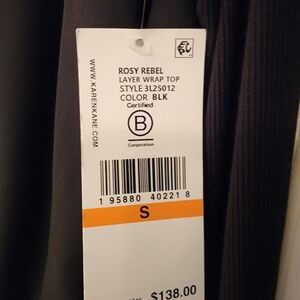 WWW.KARENKANE.COM
ROSY REBEL
LAYER WRAP TOP
STYLE 3L25012
COLOR BLK
Certified
B
Corporation
1 95880 40221 8
S
$138.00